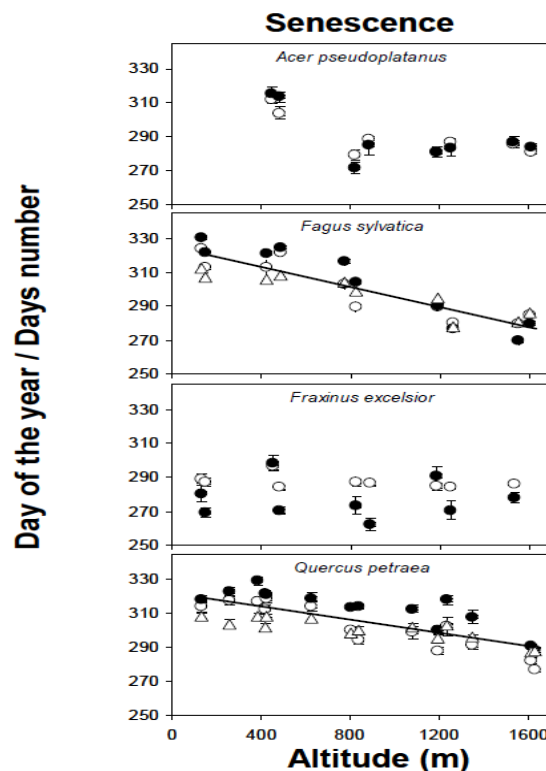 Senescence
Day of the year / Days number
Acer pseudoplatanus
330
310
290
270
250
Fagus sylvatica
330
310
290
270
250
Fraxinus excelsior
330
310
290
270
250
Quercus petraea
330
310
290
270
250
0 400 800 1200 1600
Altitude (m)